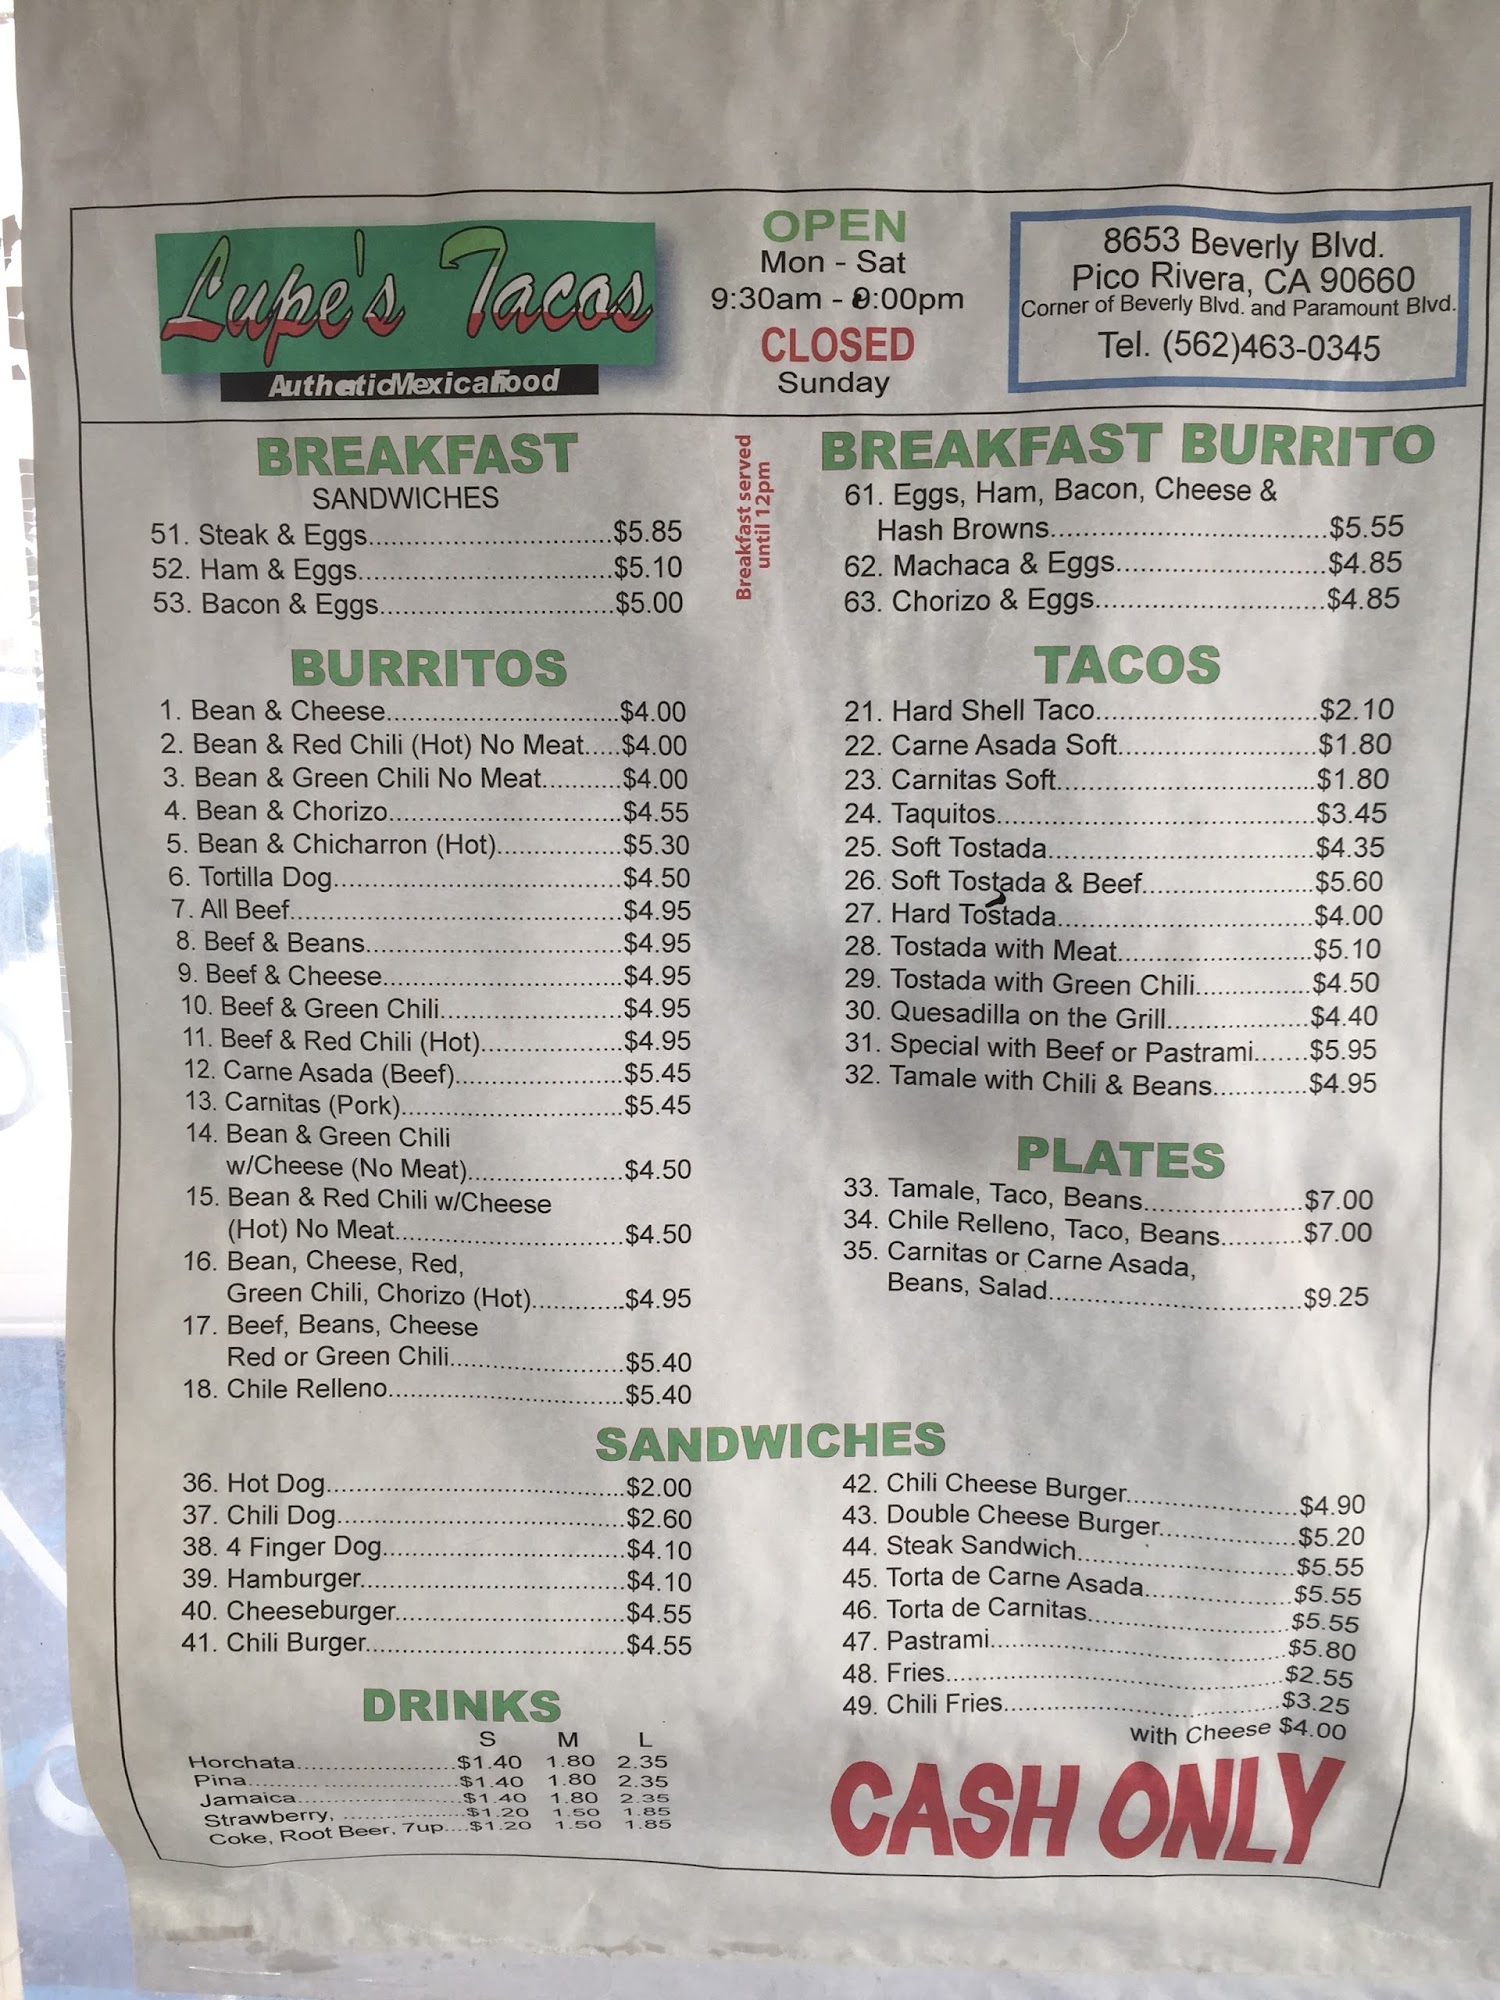 Lupe's Tacos
Authentic Mexican Food
OPEN
Mon - Sat
9:30am - :00pm
CLOSED
Sunday
8653 Beverly Blvd.
Pico Rivera, CA 90660
Corner of Beverly Blvd. and Paramount Blvd.
Tel. (562)463-0345
BREAKFAST
SANDWICHES
51. Steak & Eggs...............................$5.85
52. Ham & Eggs.................................$5.10
53. Bacon & Eggs..............................$5.00
Breakfast served
until 12pm
BREAKFAST BURRITO
61. Eggs, Ham, Bacon, Cheese &
Hash Browns....................................$5.55
62. Machaca & Eggs...........................$4.85
63. Chorizo & Eggs..............................$4.85
BURRITOS
1. Bean & Cheese..............................$4.00
2. Bean & Red Chili (Hot) No Meat.....$4.00
3. Bean & Green Chili No Meat..........$4.00
4. Bean & Chorizo..............................$4.55
5. Bean & Chicharron (Hot)................$5.30
6. Tortilla Dog.....................................$4.50
7. All Beef...........................................$4.95
8. Beef & Beans.................................$4.95
9. Beef & Cheese...............................$4.95
10. Beef & Green Chili.......................$4.95
11. Beef & Red Chili (Hot)..................$4.95
12. Carne Asada (Beef).....................$5.45
13. Carnitas (Pork).............................$5.45
14. Bean & Green Chili
w/Cheese (No Meat)....................$4.50
15. Bean & Red Chili w/Cheese
(Hot) No Meat..............................$4.50
16. Bean, Cheese, Red,
Green Chili, Chorizo (Hot)............$4.95
17. Beef, Beans, Cheese
Red or Green Chili.......................$5.40
18. Chile Relleno...............................$5.40
TACOS
21. Hard Shell Taco.............................$2.10
22. Carne Asada Soft..........................$1.80
23. Carnitas Soft..................................$1.80
24. Taquitos.........................................$3.45
25. Soft Tostada..................................$4.35
26. Soft Tostada & Beef......................$5.60
27. Hard Tostada.................................$4.00
28. Tostada with Meat.........................$5.10
29. Tostada with Green Chili...............$4.50
30. Quesadilla on the Grill..................$4.40
31. Special with Beef or Pastrami.......$5.95
32. Tamale with Chili & Beans............$4.95
PLATES
33. Tamale, Taco, Beans.....................$7.00
34. Chile Relleno, Taco, Beans..........$7.00
35. Carnitas or Carne Asada,
Beans, Salad.................................$9.25
SANDWICHES
36. Hot Dog.......................................$2.00
37. Chili Dog......................................$2.60
38. 4 Finger Dog................................$4.10
39. Hamburger...................................$4.10
40. Cheeseburger..............................$4.55
41. Chili Burger..................................$4.55
42. Chili Cheese Burger......................$4.90
43. Double Cheese Burger..................$5.20
44. Steak Sandwich............................$5.55
45. Torta de Carne Asada...................$5.55
46. Torta de Carnitas..........................$5.55
47. Pastrami.......................................$5.80
48. Fries.............................................$2.55
49. Chili Fries.....................................$3.25
with Cheese $4.00
DRINKS
S M L
Horchata.......................$1.40 1.80 2.35
Pina..............................$1.40 1.80 2.35
Jamaica........................$1.40 1.80 2.35
Strawberry, ..................$1.20 1.50 1.85
Coke, Root Beer, 7up....$1.20 1.50 1.85
CASH ONLY